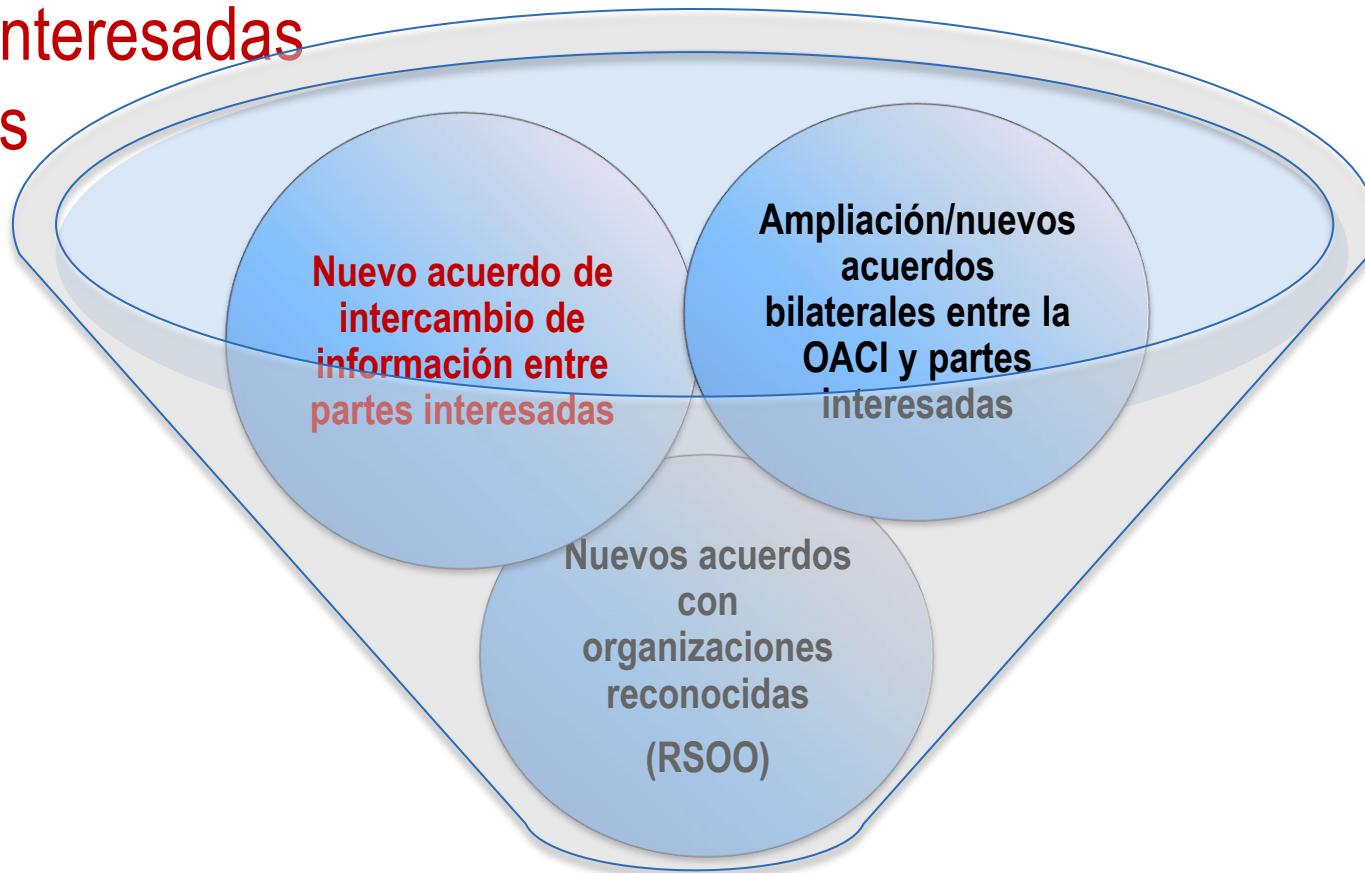 nteresadas
s
Nuevo acuerdo de
intercambio de
información entre
partes interesadas
Ampliación/nuevos
acuerdos
bilaterales entre la
OACI y partes
interesadas
Nuevos acuerdos
con
organizaciones
reconocidas
(RSOO)